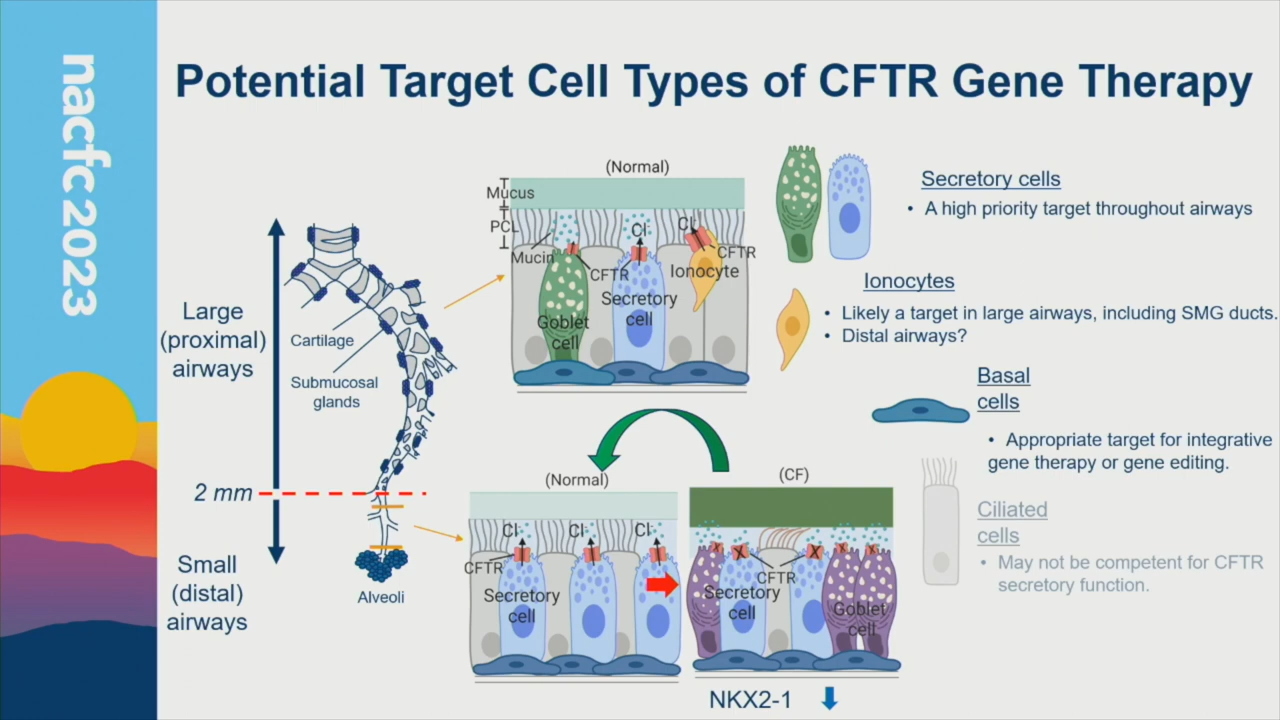 nacfc2023
Potential Target Cell Types of CFTR Gene Therapy
Large
(proximal)
airways
2 mm
Small
(distal)
airways
Cartilage
Submucosal
glands
Alveoli
(Normal)
Mucus
PCL
Mucin
Cl-
Cl-
CFTR
CFTR
Ionocyte
Secretory
cell
Goblet
cell
(Normal)
Cl-
Cl-
Cl-
CFTR
Secretory
cell
(CF)
CFTR
Secretory
cell
Goblet
cell
NKX2-1
Secretory cells
• A high priority target throughout airways
Ionocytes
• Likely a target in large airways, including SMG ducts.
• Distal airways?
Basal
cells
• Appropriate target for integrative
gene therapy or gene editing.
Ciliated
cells
• May not be competent for CFTR
secretory function.